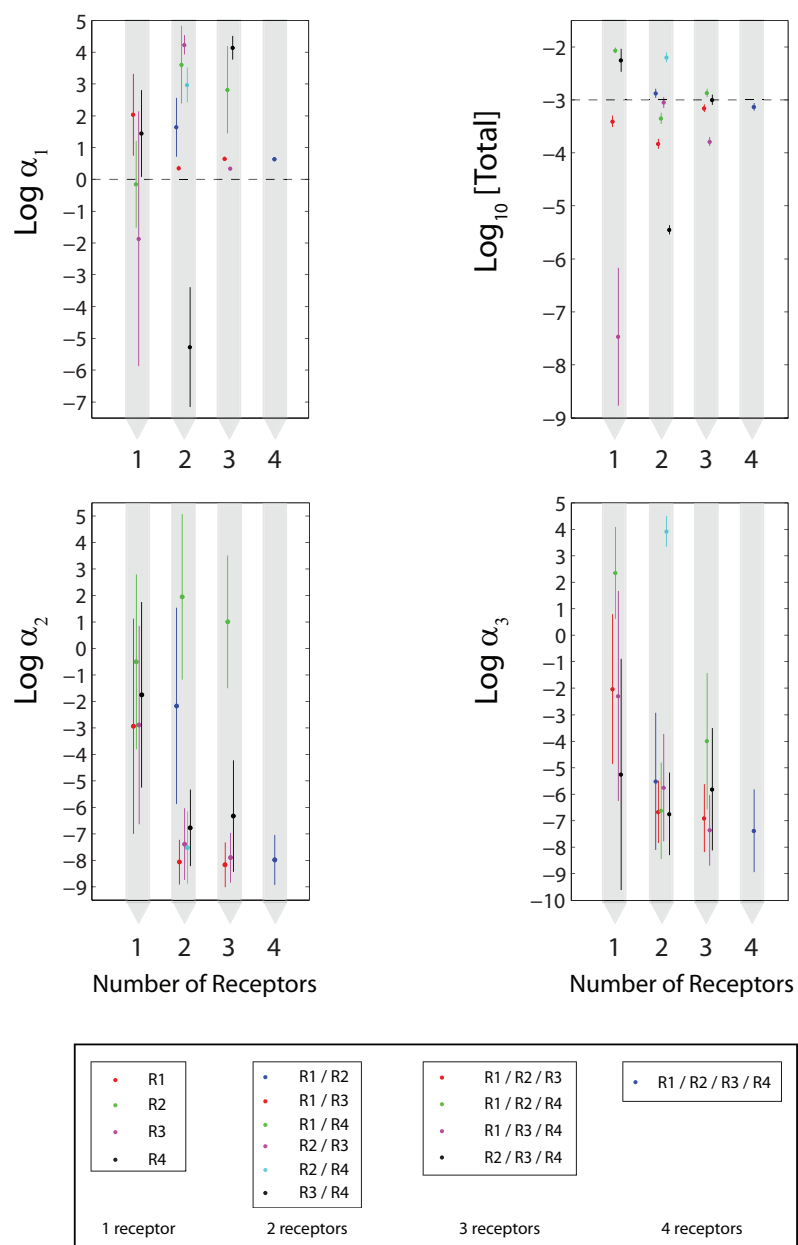 Log α1
5
4
3
2
1
0
−1
−2
−3
−4
−5
−6
−7
1 2 3 4
Log10 [Total]
−2
−3
−4
−5
−6
−7
−8
−9
1 2 3 4
Log α2
5
4
3
2
1
0
−1
−2
−3
−4
−5
−6
−7
−8
−9
1 2 3 4
Number of Receptors
Log α3
5
4
3
2
1
0
−1
−2
−3
−4
−5
−6
−7
−8
−9
−10
1 2 3 4
Number of Receptors
R1
R2
R3
R4
1 receptor
R1 / R2
R1 / R3
R1 / R4
R2 / R3
R2 / R4
R3 / R4
2 receptors
R1 / R2 / R3
R1 / R2 / R4
R1 / R3 / R4
R2 / R3 / R4
3 receptors
R1 / R2 / R3 / R4
4 receptors